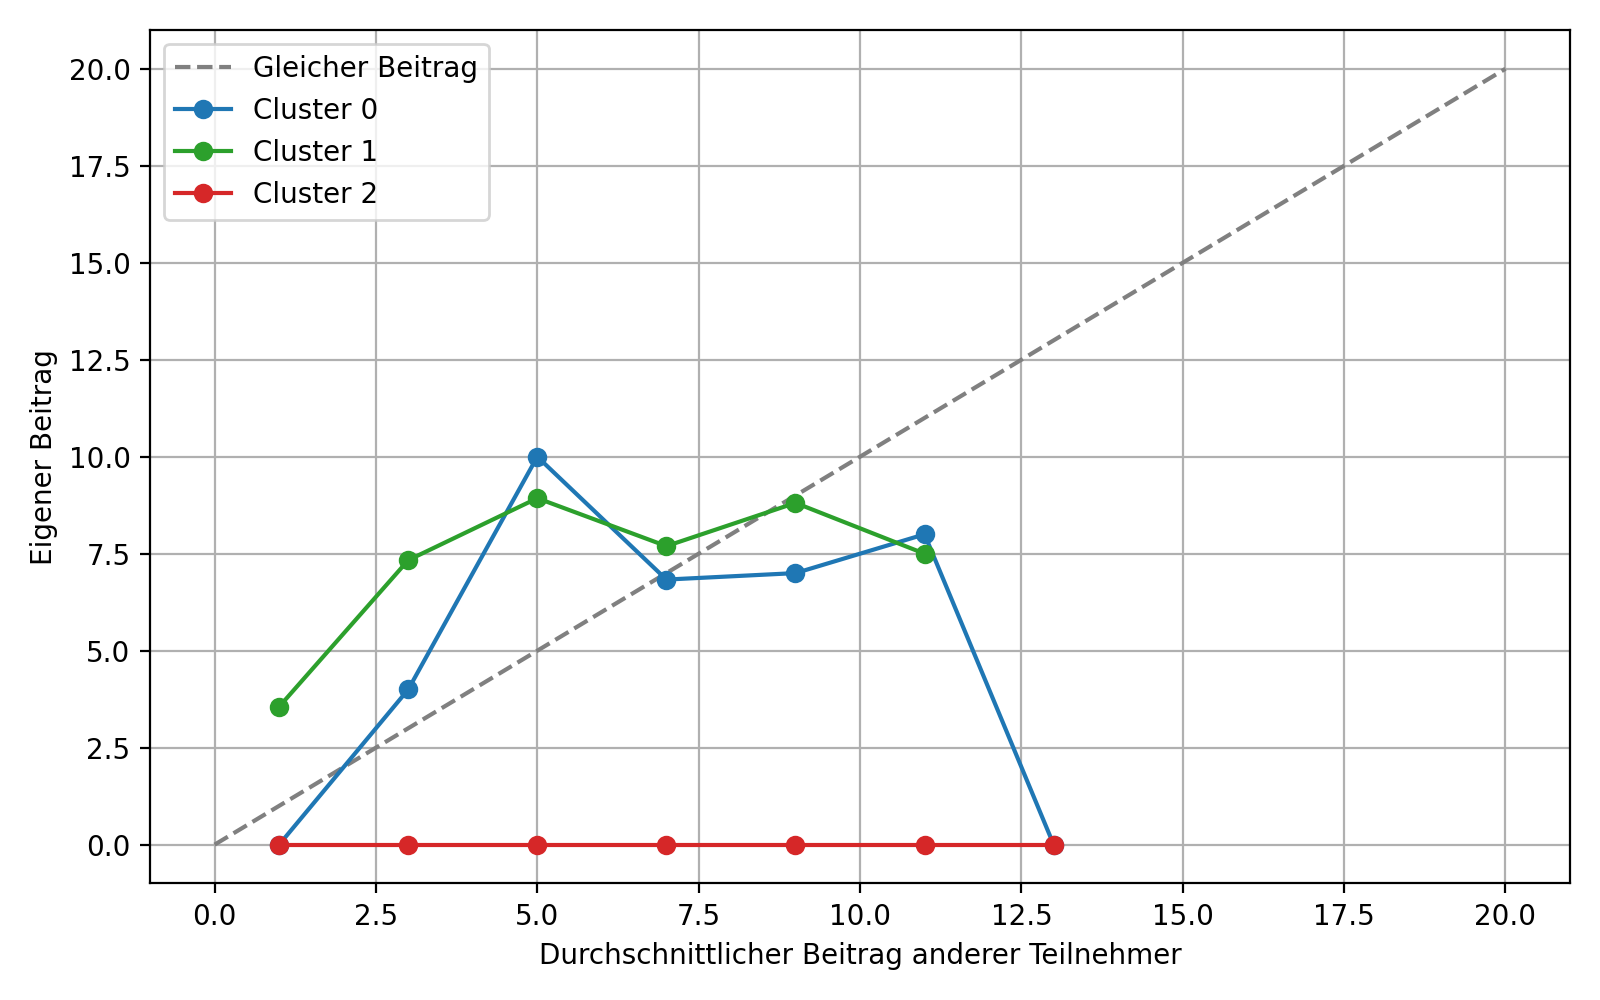 Gleicher Beitrag
Cluster 0
Cluster 1
Cluster 2
20.0
17.5
15.0
12.5
10.0
7.5
5.0
2.5
0.0
Eigener Beitrag
0.0 2.5 5.0 7.5 10.0 12.5 15.0 17.5 20.0
Durchschnittlicher Beitrag anderer Teilnehmer